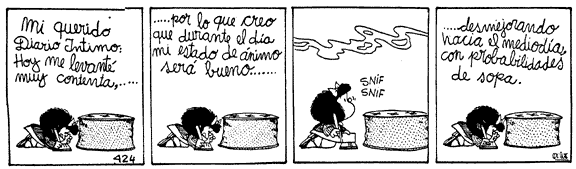 Mi querido
Diario Íntimo:
Hoy me levanté
muy contenta,.....
424
.....por lo que creo
que durante el día
mi estado de ánimo
será bueno......
SNIF
SNIF
.....desmejorando
hacia el mediodía,
con probabilidades
de sopa.